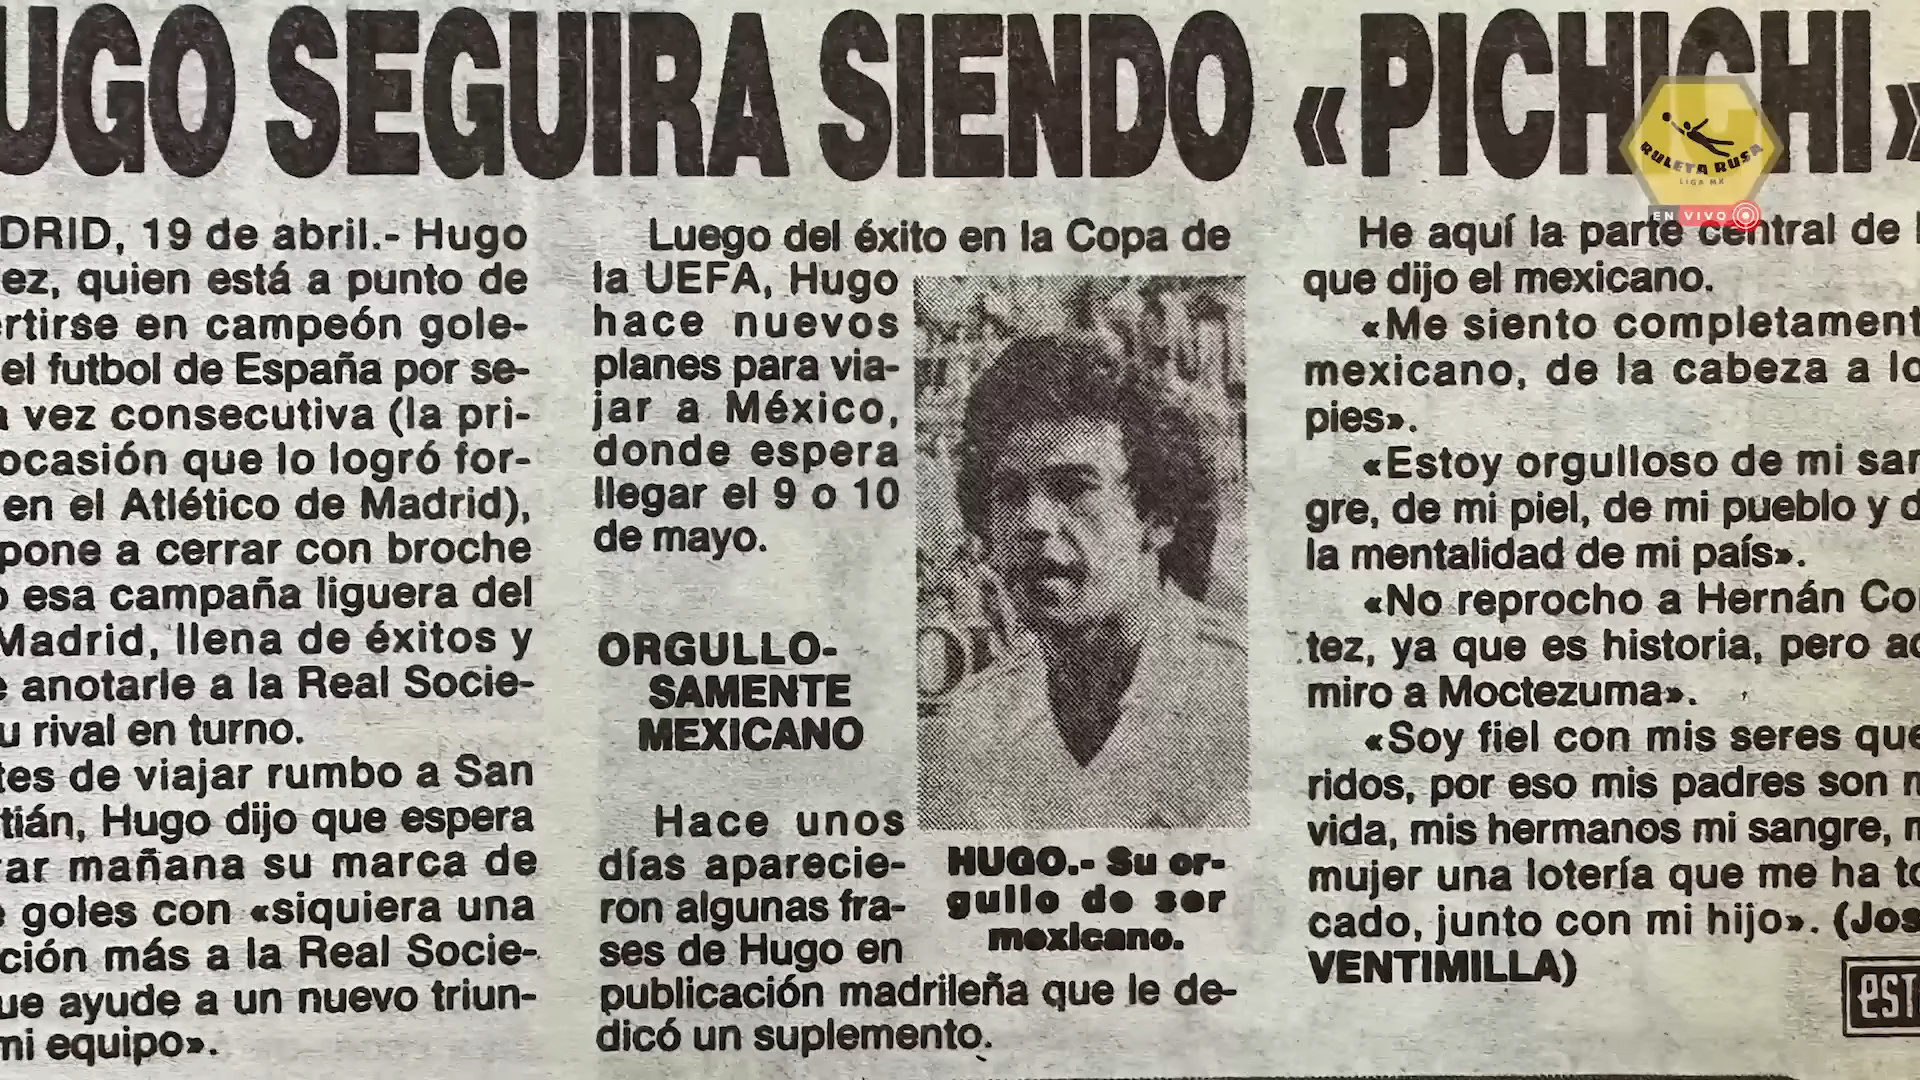 UGO SEGUIRA SIENDO «PICHICHI»
DRID, 19 de abril.- Hugo
ez, quien está a punto de
rtirse en campeón gole-
el futbol de España por se-
a vez consecutiva (la pri-
ocasión que lo logró for-
en el Atlético de Madrid),
pone a cerrar con broche
o esa campaña liguera del
Madrid, llena de éxitos y
e anotarle a la Real Socie-
u rival en turno.
tes de viajar rumbo a San
tián, Hugo dijo que espera
rar mañana su marca de
e goles con «siquiera una
ción más a la Real Socie-
ue ayude a un nuevo triun-
mi equipo».
Luego del éxito en la Copa de
la UEFA, Hugo
hace nuevos
planes para via-
jar a México,
donde espera
llegar el 9 o 10
de mayo.
ORGULLO-
SAMENTE
MEXICANO
Hace unos
días aparecie-
ron algunas fra-
ses de Hugo en
publicación madrileña que le de-
dicó un suplemento.
HUGO.- Su or-
gullo de ser
mexicano.
He aquí la parte central de l
que dijo el mexicano.
«Me siento completament
mexicano, de la cabeza a lo
pies».
«Estoy orgulloso de mi san
gre, de mi piel, de mi pueblo y d
la mentalidad de mi país».
«No reprocho a Hernán Cor
tez, ya que es historia, pero ad
miro a Moctezuma».
«Soy fiel con mis seres que
ridos, por eso mis padres son m
vida, mis hermanos mi sangre, m
mujer una lotería que me ha to
cado, junto con mi hijo». (Jos
VENTIMILLA)
est
RULETA RUSA
LIGA MX
EN VIVO